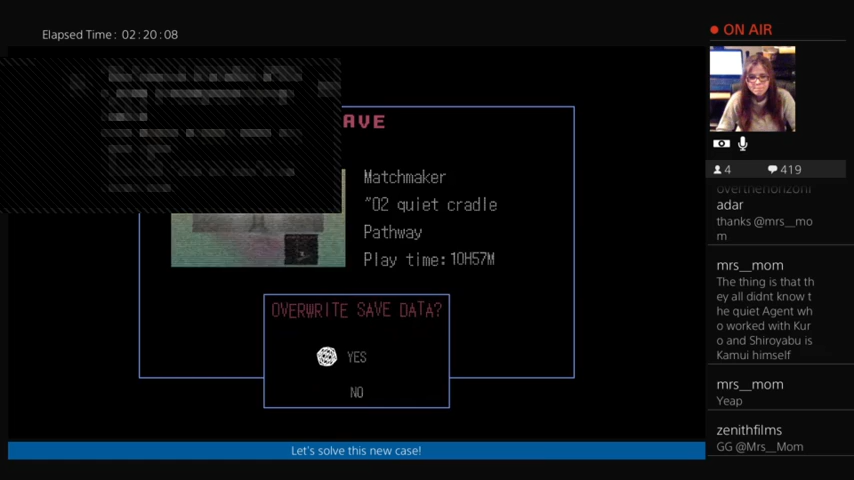 Elapsed Time: 02:20:08
ON AIR
AVE
Matchmaker
"02 quiet cradle
Pathway
Play time:10H57M
OVERWRITE SAVE DATA?
YES
NO
Let's solve this new case!
4
419
adar
thanks @mrs__mo
m
mrs__mom
The thing is that th
ey all didnt know t
he quiet Agent wh
o worked with Kur
o and Shiroyabu is
Kamui himself
mrs__mom
Yeap
zenithfilms
GG @Mrs__Mom